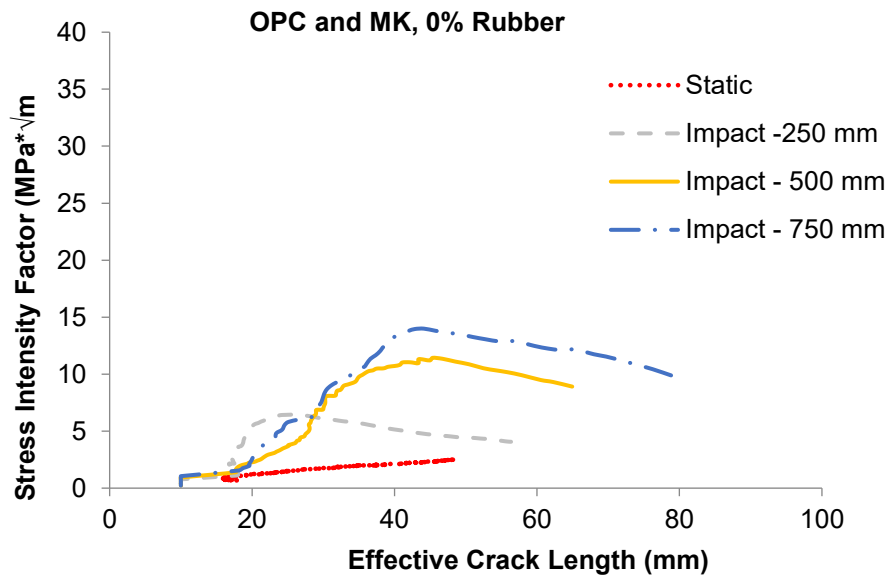 OPC and MK, 0% Rubber
Stress Intensity Factor (MPa*√m
40
35
30
25
20
15
10
5
0
Static
Impact -250 mm
Impact - 500 mm
Impact - 750 mm
0 20 40 60 80 100
Effective Crack Length (mm)